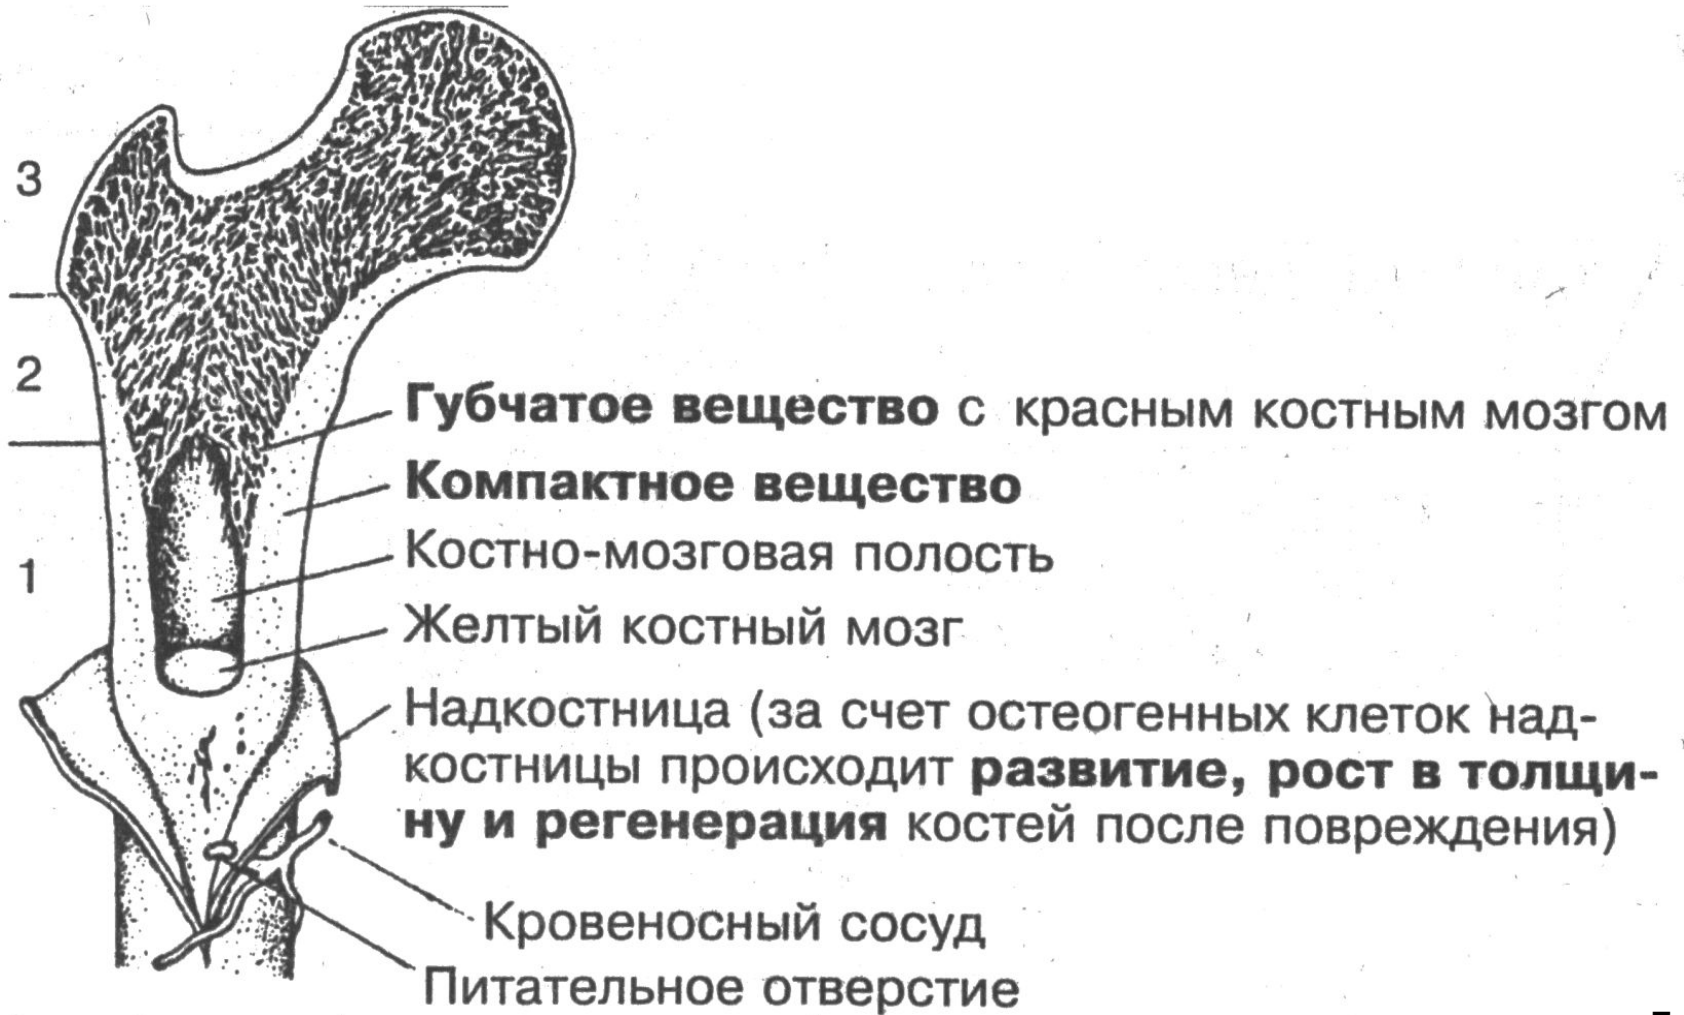 3
2
Губчатое вещество с красным костным мозгом
Компактное вещество
Костно-мозговая полость
1
Желтый костный мозг
Надкостница (за счет остеогенных клеток над-
костницы происходит развитие, рост в толщи-
ну и регенерация костей после повреждения)
Кровеносный сосуд
Питательное отверстие